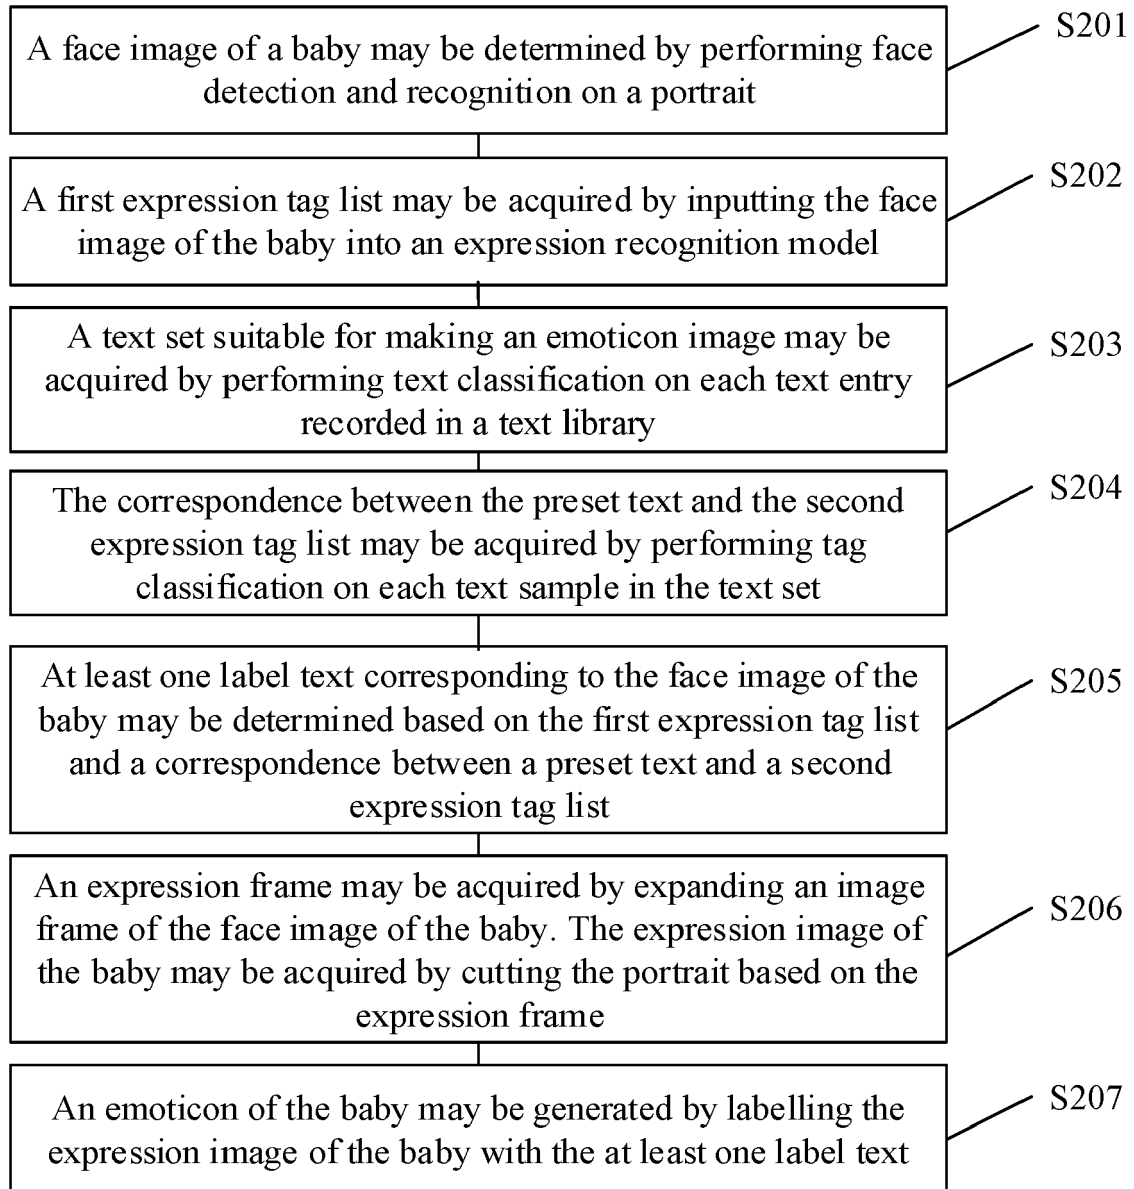 S201
A face image of a baby may be determined by performing face
detection and recognition on a portrait
S202
A first expression tag list may be acquired by inputting the face
image of the baby into an expression recognition model
S203
A text set suitable for making an emoticon image may be
acquired by performing text classification on each text entry
recorded in a text library
S204
The correspondence between the preset text and the second
expression tag list may be acquired by performing tag
classification on each text sample in the text set
S205
At least one label text corresponding to the face image of the
baby may be determined based on the first expression tag list
and a correspondence between a preset text and a second
expression tag list
S206
An expression frame may be acquired by expanding an image
frame of the face image of the baby. The expression image of
the baby may be acquired by cutting the portrait based on the
expression frame
S207
An emoticon of the baby may be generated by labelling the
expression image of the baby with the at least one label text